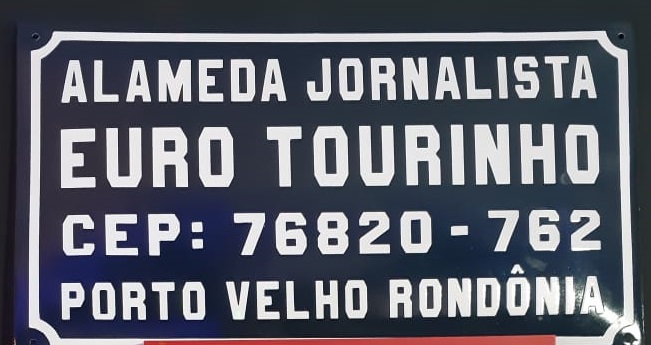 ALAMEDA JORNALISTA
EURO TOURINHO
CEP: 76820-762
PORTO VELHO RONDÔNIA